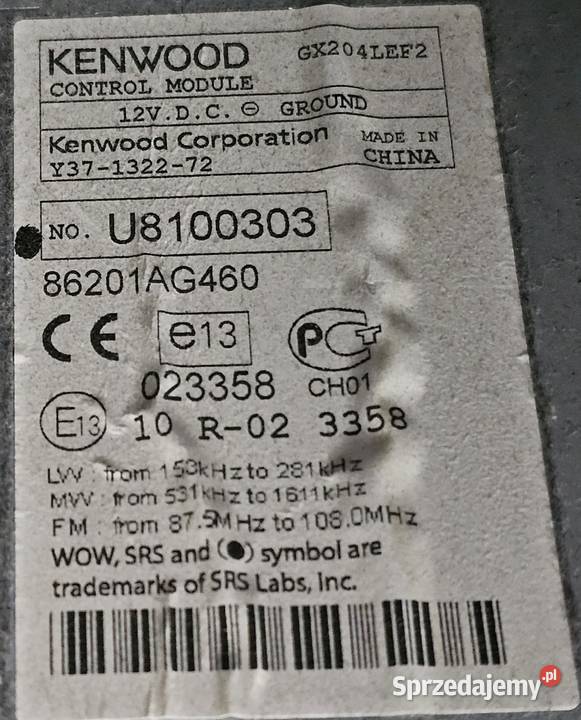 KENWOOD GX204LEF2
CONTROL MODULE
12V.D.C. ⊖ GROUND
Kenwood Corporation MADE IN
Y37-1322-72 CHINA
NO. U8100303
86201AG460
CE e13 PCT
023358 CH01
E13 10 R-02 3358
LW : from 153kHz to 281kHz
MW : from 531kHz to 1611kHz
FM : from 87.5MHz to 108.0MHz
WOW, SRS and (●) symbol are
trademarks of SRS Labs, Inc.
Sprzedajemy.pl